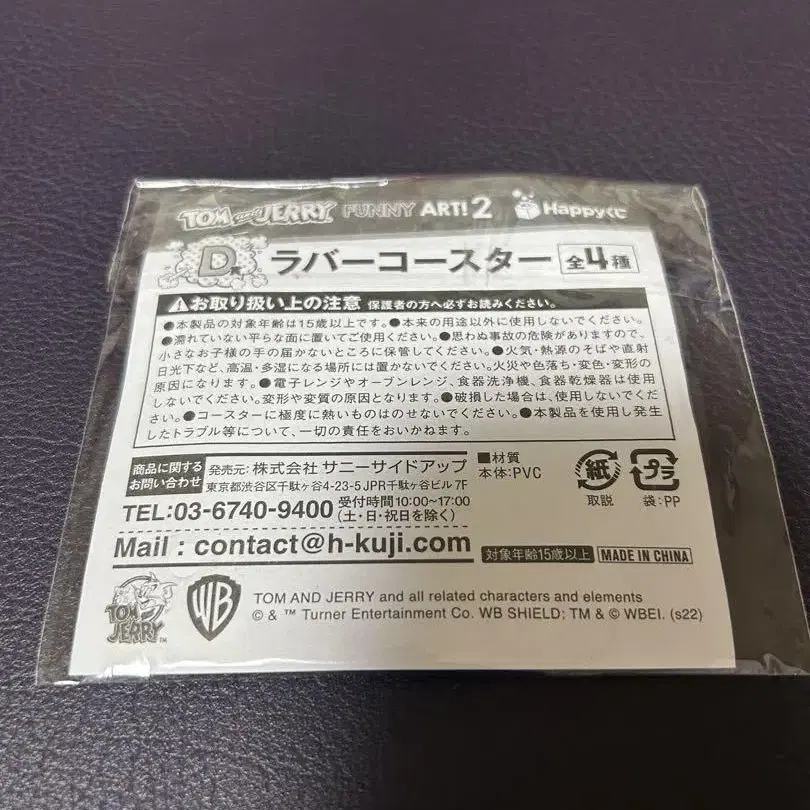 TOM and JERRY FUNNY ART! 2 Happyくじ
D賞 ラバーコースター 全4種
お取り扱い上の注意 保護者の方へ必ずお読みください。
●本製品の対象年齢は15歳以上です。●本来の用途以外に使用しないでください。
●濡れていない平らな面に置いてご使用ください。●思わぬ事故の危険がありますので、
小さなお子様の手の届かないところに保管してください。●火気・熱源のそばや直射
日光下など、高温・多湿になる場所には置かないでください。火災や色落ち・変色・変形の
原因になります。●電子レンジやオーブンレンジ、食器洗浄機、食器乾燥器は使用
しないでください。変形や変質の原因となります。●破損した場合は、使用しないでくだ
さい。●コースターに極度に熱いものはのせないでください。●本製品を使用し発生
したトラブル等について、一切の責任をおいかねます。
商品に関する
お問い合わせ
発売元:株式会社 サニーサイドアップ
東京都渋谷区千駄ヶ谷4-23-5 JPR千駄ヶ谷ビル 7F
TEL:03-6740-9400 受付時間10:00~17:00
(土・日・祝日を除く)
Mail : contact@h-kuji.com
■材質
本体:PVC
紙
取説
プラ
袋:PP
対象年齢15歳以上 MADE IN CHINA
TOM and JERRY™
WB
TOM AND JERRY and all related characters and elements
© & ™ Turner Entertainment Co. WB SHIELD: TM & © WBEI. (s22)